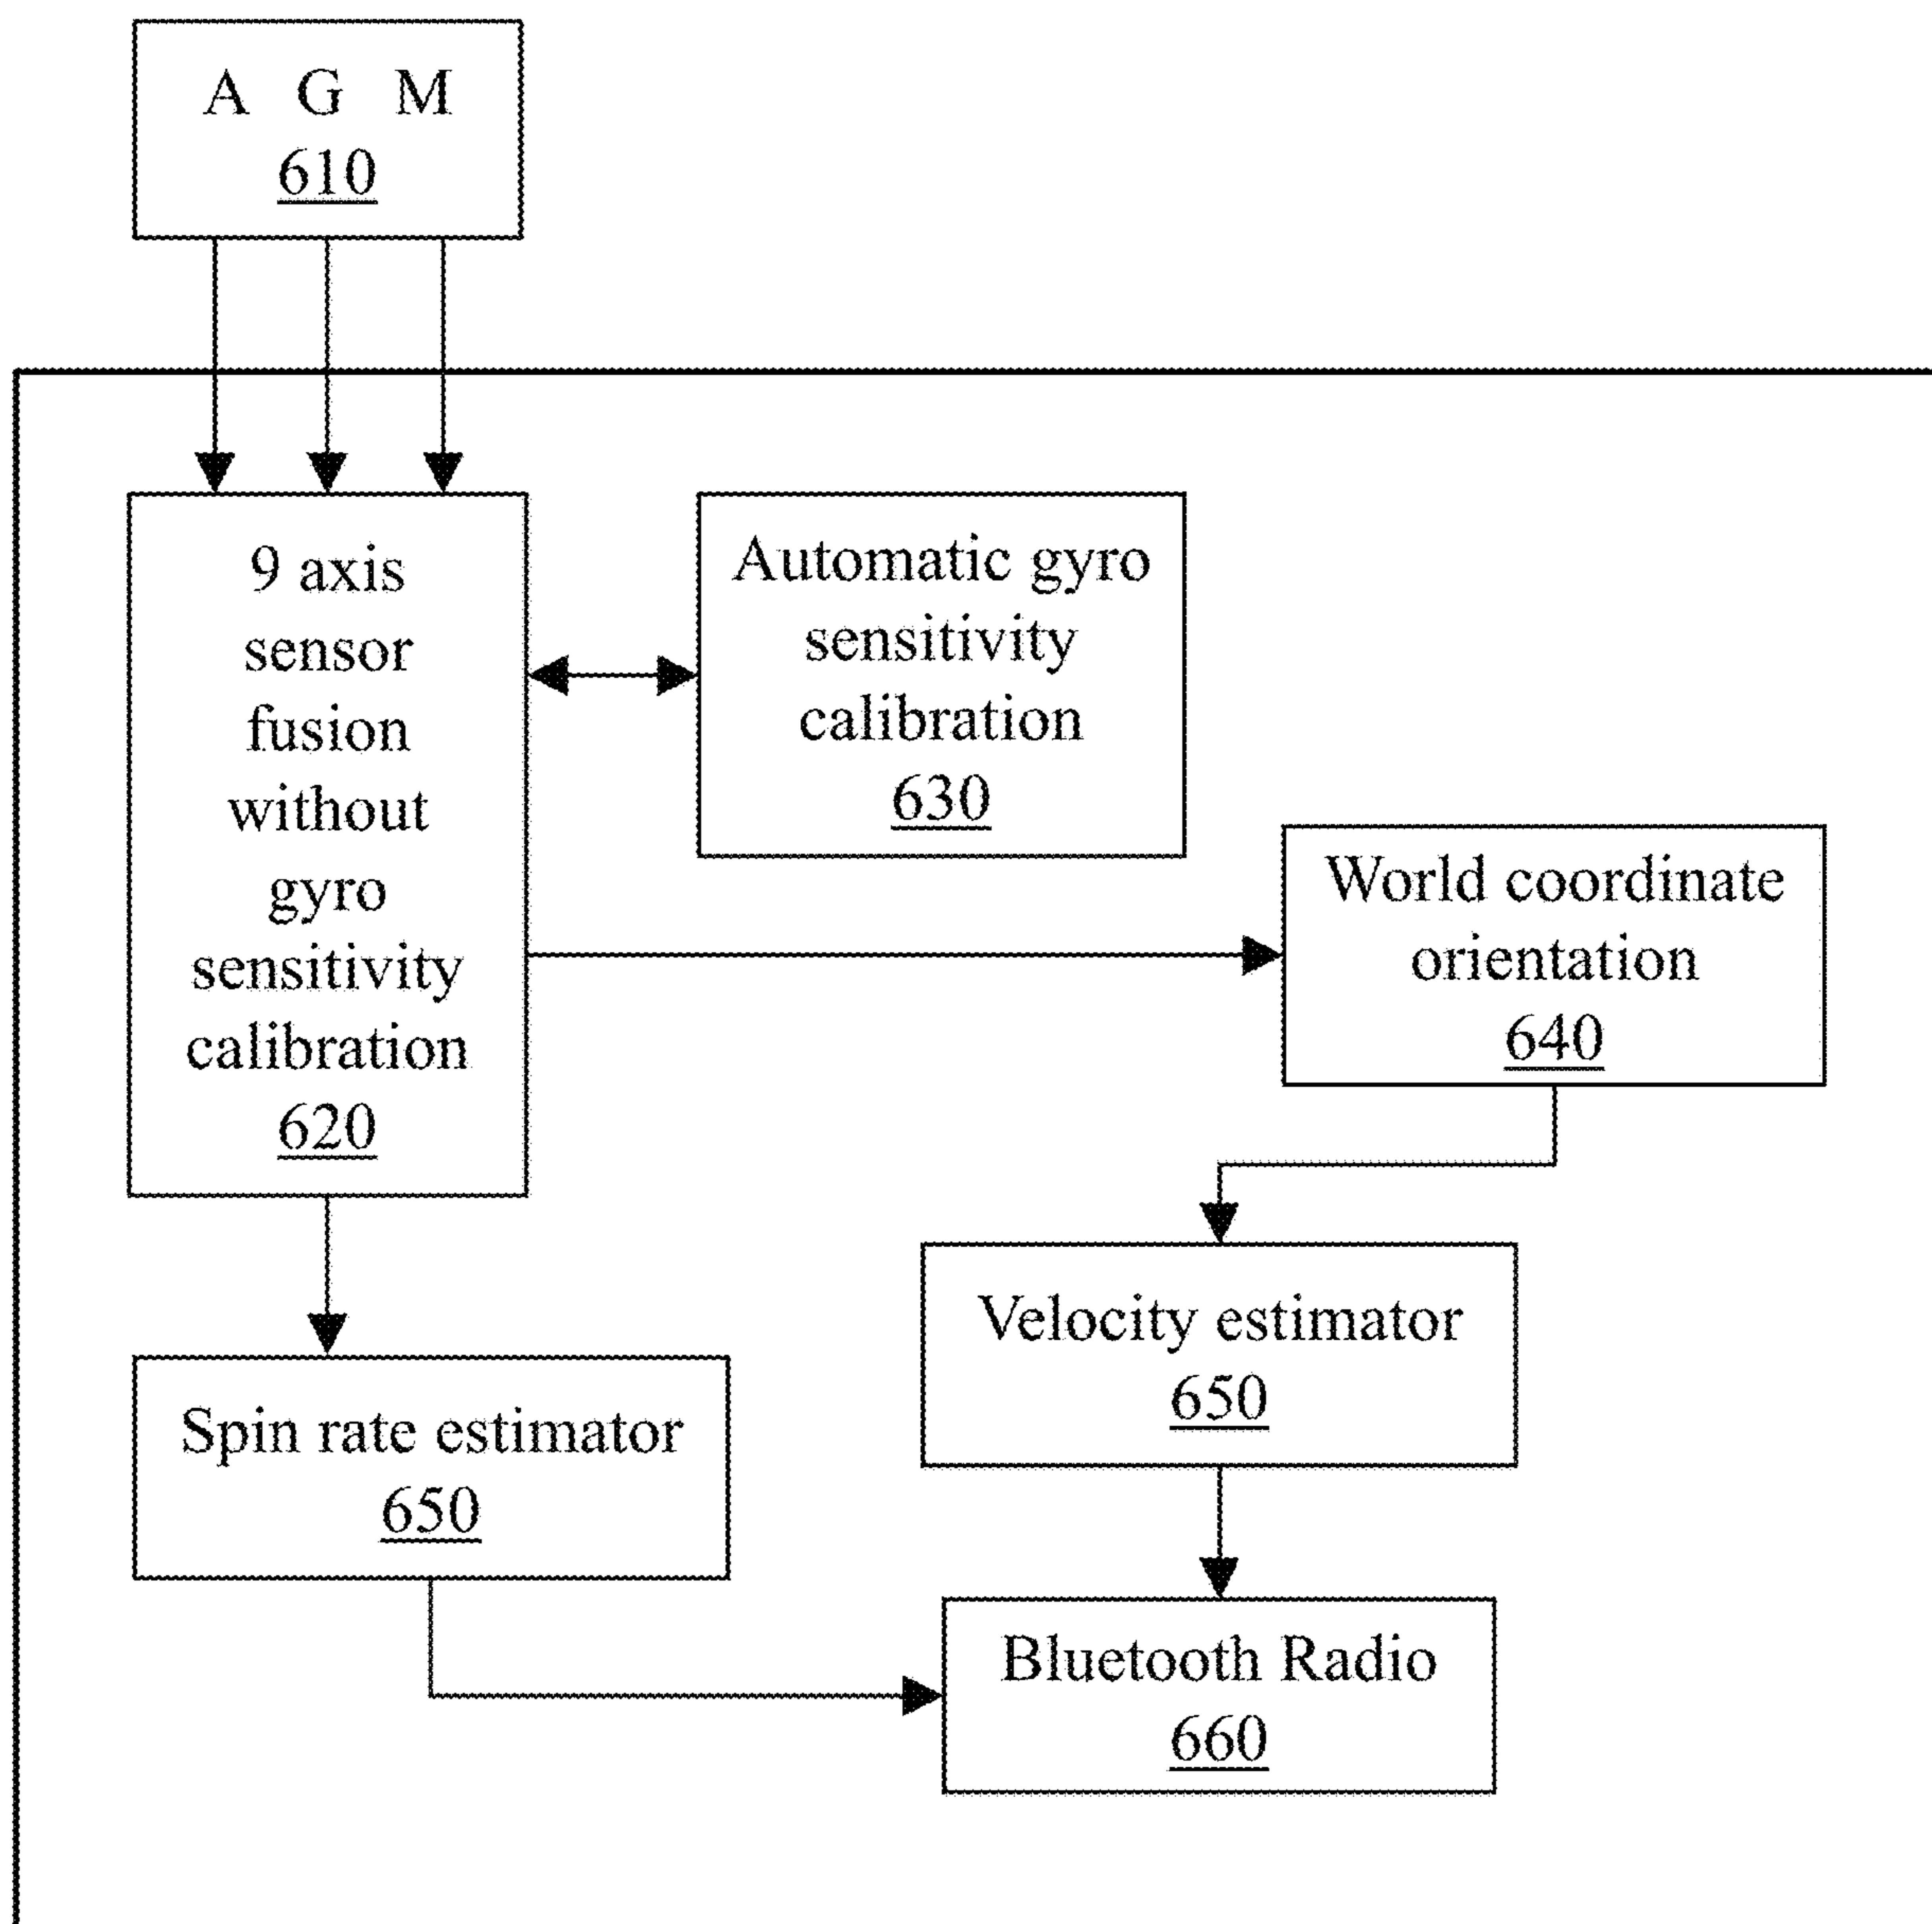 A G M
610
9 axis
sensor
fusion
without
gyro
sensitivity
calibration
620
Automatic gyro
sensitivity
calibration
630
World coordinate
orientation
640
Velocity estimator
650
Spin rate estimator
650
Bluetooth Radio
660